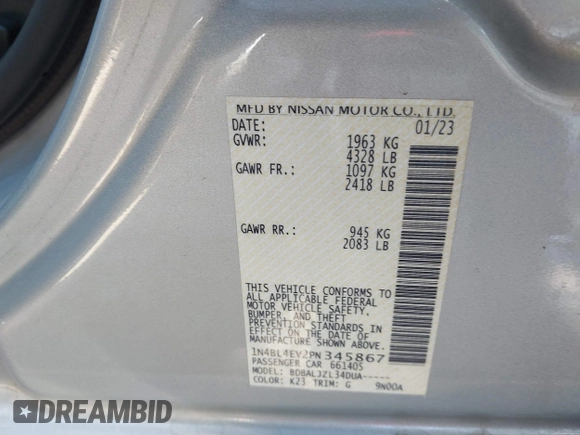 MFD BY NISSAN MOTOR CO., LTD.
DATE: 01/23
GVWR: 1963 KG
4328 LB
GAWR FR.: 1097 KG
2418 LB
GAWR RR.: 945 KG
2083 LB
THIS VEHICLE CONFORMS TO
ALL APPLICABLE FEDERAL
MOTOR VEHICLE SAFETY,
BUMPER, AND THEFT
PREVENTION STANDARDS
IN EFFECT ON THE DATE OF
MANUFACTURE SHOWN ABOVE.
1N4BL4EV2PN345867
PASSENGER CAR 661405
MODEL: BDBALJZL34DUA-----
COLOR: K23 TRIM: G 9N00A
DREAMBID
DREAMBID